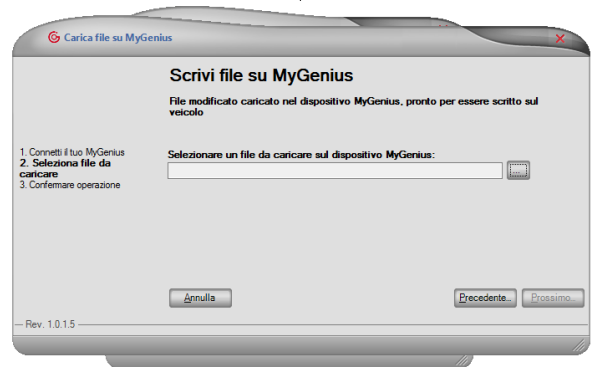 Carica file su MyGenius
Scrivi file su MyGenius
File modificato caricato nel dispositivo MyGenius, pronto per essere scritto sul
veicolo
1. Connetti il tuo MyGenius
2. Seleziona file da
caricare
3. Confermare operazione
Selezionare un file da caricare sul dispositivo MyGenius:
...
Annulla
Precedente..
Prossimo..
Rev. 1.0.1.5